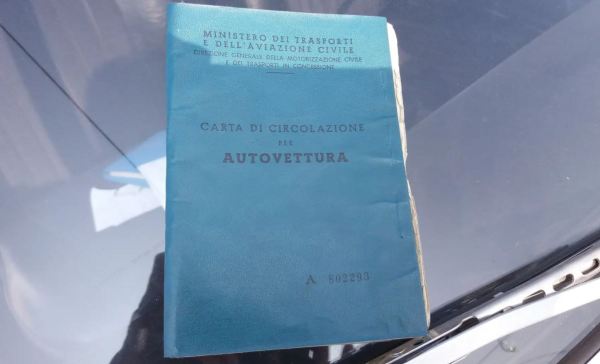 MINISTERO DEI TRASPORTI
E DELL'AVIAZIONE CIVILE
DIREZIONE GENERALE DELLA MOTORIZZAZIONE CIVILE
E DEI TRASPORTI IN CONCESSIONE
CARTA DI CIRCOLAZIONE
PER
AUTOVETTURA
A 802293